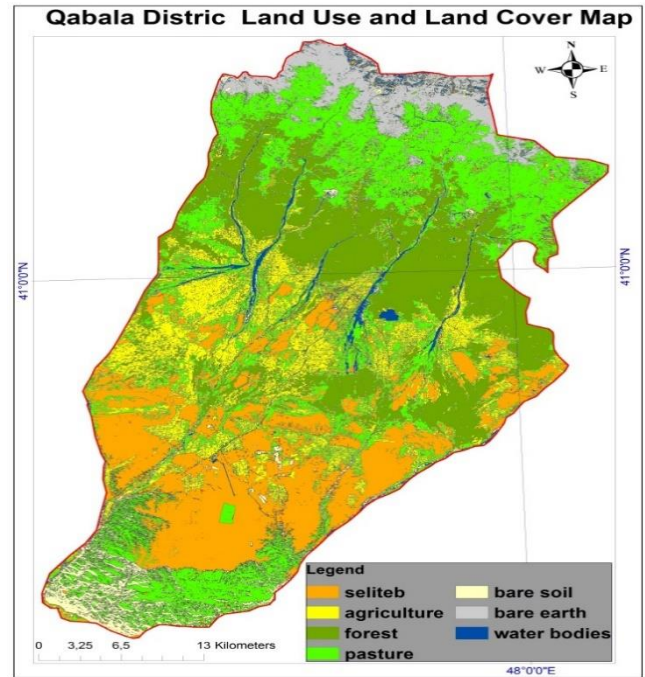 Qabala Distric Land Use and Land Cover Map
N
W E
S
41°0'0"N 41°0'0"N
Legend
seliteb bare soil
agriculture bare earth
forest water bodies
pasture
0 3,25 6,5 13 Kilometers
48°0'0"E